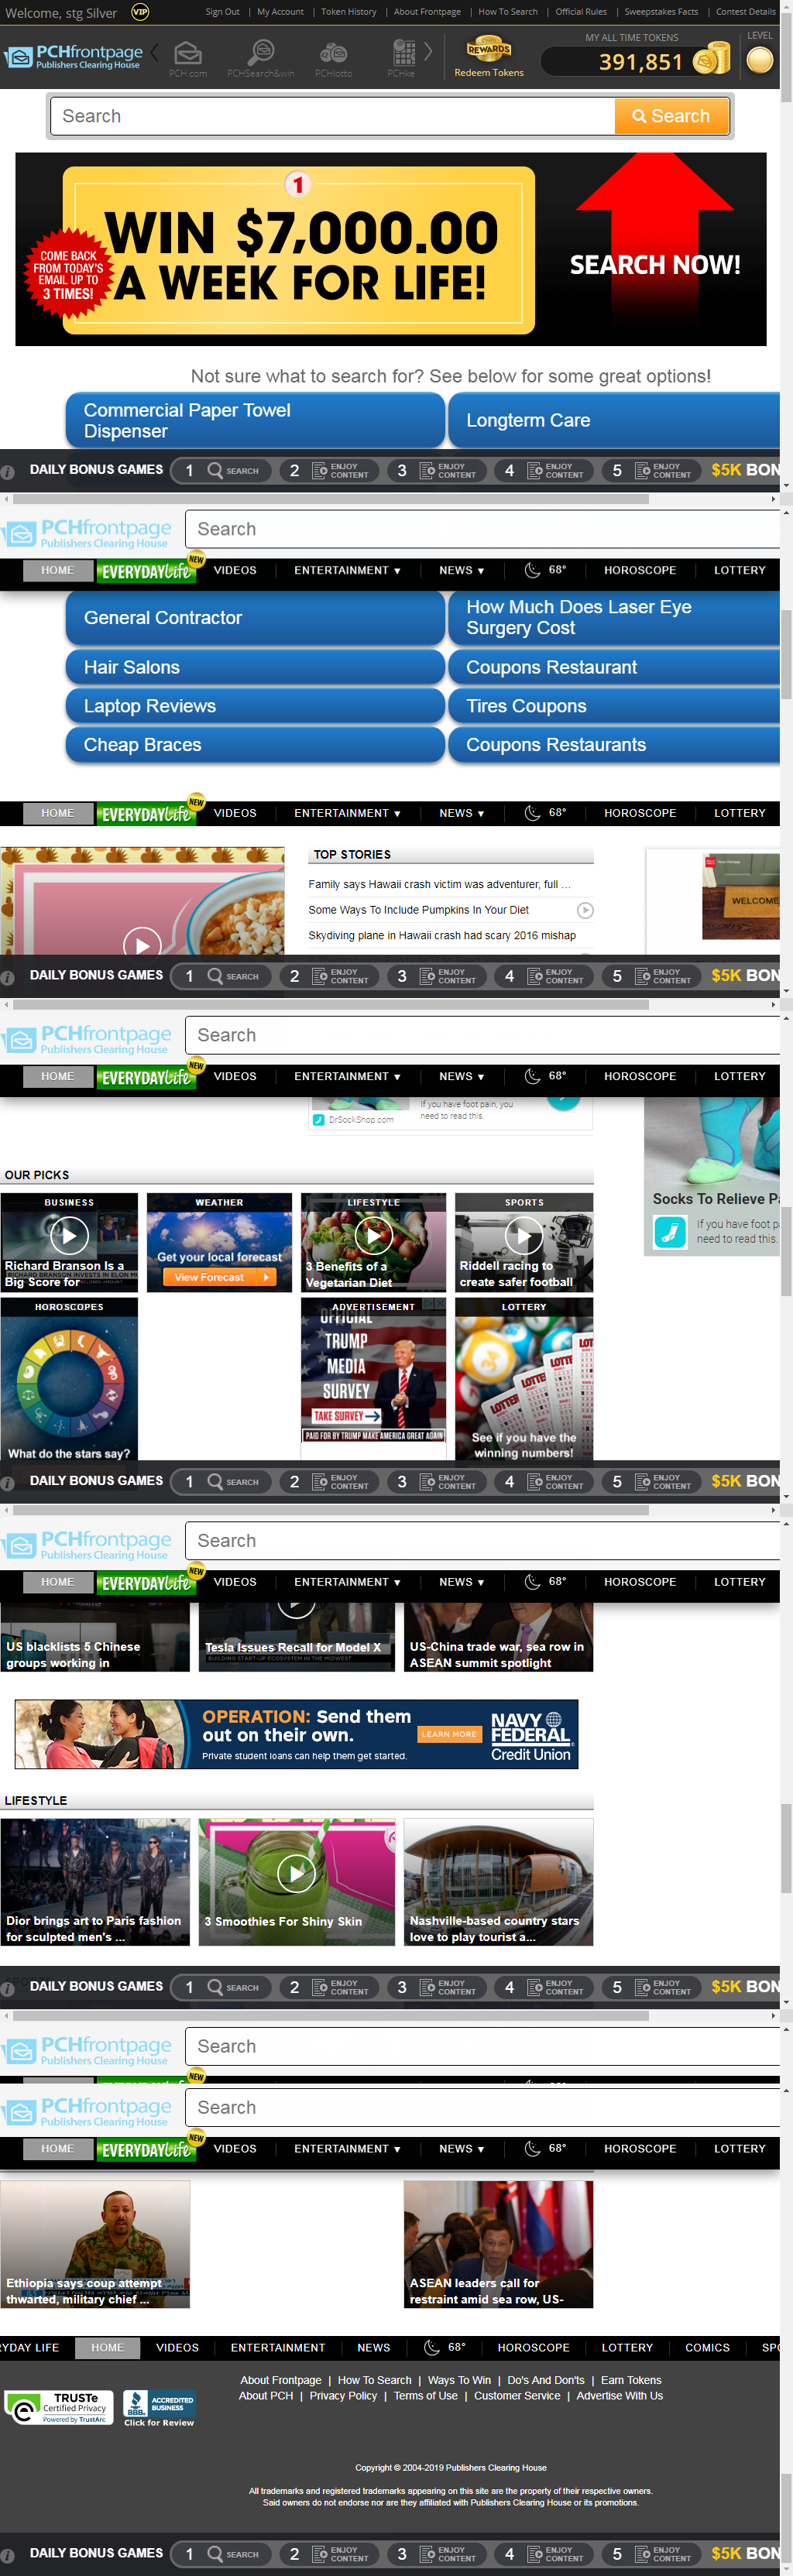 Welcome, stg Silver VIP
Sign Out | My Account | Token History | About Frontpage | How To Search | Official Rules | Sweepstakes Facts | Contest Details
PCHfrontpage
Publishers Clearing House
PCH.com
PCHSearch&win
PCHlotto
PCHke
REWARDS
Redeem Tokens
MY ALL TIME TOKENS
391,851
LEVEL
Search
Search
1
WIN $7,000.00
A WEEK FOR LIFE!
COME BACK
FROM TODAY'S
EMAIL UP TO
3 TIMES!
SEARCH NOW!
Not sure what to search for? See below for some great options!
Commercial Paper Towel
Dispenser
Longterm Care
DAILY BONUS GAMES 1 SEARCH 2 ENJOY CONTENT 3 ENJOY CONTENT 4 ENJOY CONTENT 5 ENJOY CONTENT $5K BON
PCHfrontpage
Publishers Clearing House
Search
HOME EVERYDAYLife NEW VIDEOS ENTERTAINMENT ▼ NEWS ▼ 68° HOROSCOPE LOTTERY
General Contractor
How Much Does Laser Eye
Surgery Cost
Hair Salons
Coupons Restaurant
Laptop Reviews
Tires Coupons
Cheap Braces
Coupons Restaurants
HOME EVERYDAYLife NEW VIDEOS ENTERTAINMENT ▼ NEWS ▼ 68° HOROSCOPE LOTTERY
TOP STORIES
Family says Hawaii crash victim was adventurer, full ...
Some Ways To Include Pumpkins In Your Diet
Skydiving plane in Hawaii crash had scary 2016 mishap
WELCOME
DAILY BONUS GAMES 1 SEARCH 2 ENJOY CONTENT 3 ENJOY CONTENT 4 ENJOY CONTENT 5 ENJOY CONTENT $5K BON
PCHfrontpage
Publishers Clearing House
Search
HOME EVERYDAYLife NEW VIDEOS ENTERTAINMENT ▼ NEWS ▼ 68° HOROSCOPE LOTTERY
If you have foot pain, you
need to read this.
DrSockShop.com
Socks To Relieve Pa
If you have foot p
need to read this.
OUR PICKS
BUSINESS
Richard Branson Is a
Big Score for
WEATHER
Get your local forecast
View Forecast
LIFESTYLE
3 Benefits of a
Vegetarian Diet
SPORTS
Riddell racing to
create safer football
HOROSCOPES
What do the stars say?
ADVERTISEMENT
OFFICIAL
TRUMP
MEDIA
SURVEY
TAKE SURVEY
PAID FOR BY TRUMP MAKE AMERICA GREAT AGAIN
LOTTERY
See if you have the
winning numbers!
DAILY BONUS GAMES 1 SEARCH 2 ENJOY CONTENT 3 ENJOY CONTENT 4 ENJOY CONTENT 5 ENJOY CONTENT $5K BON
PCHfrontpage
Publishers Clearing House
Search
HOME EVERYDAYLife NEW VIDEOS ENTERTAINMENT ▼ NEWS ▼ 68° HOROSCOPE LOTTERY
US blacklists 5 Chinese
groups working in
Tesla Issues Recall for Model X
BUILDING START-UP ECOSYSTEM IN THE MIDWEST
US-China trade war, sea row in
ASEAN summit spotlight
OPERATION: Send them
out on their own.
Private student loans can help them get started.
LEARN MORE
NAVY
FEDERAL
Credit Union
LIFESTYLE
Dior brings art to Paris fashion
for sculpted men's ...
3 Smoothies For Shiny Skin
Nashville-based country stars
love to play tourist a...
DAILY BONUS GAMES 1 SEARCH 2 ENJOY CONTENT 3 ENJOY CONTENT 4 ENJOY CONTENT 5 ENJOY CONTENT $5K BON
PCHfrontpage
Publishers Clearing House
Search
NEW
PCHfrontpage
Publishers Clearing House
Search
HOME EVERYDAYLife NEW VIDEOS ENTERTAINMENT ▼ NEWS ▼ 68° HOROSCOPE LOTTERY
Ethiopia says coup attempt
thwarted, military chief ...
ASEAN leaders call for
restraint amid sea row, US-
RYDAY LIFE HOME VIDEOS ENTERTAINMENT NEWS 68° HOROSCOPE LOTTERY COMICS SPO
About Frontpage | How To Search | Ways To Win | Do's And Don'ts | Earn Tokens
About PCH | Privacy Policy | Terms of Use | Customer Service | Advertise With Us
TRUSTe
Certified Privacy
Powered by TrustArc
BBB
ACCREDITED
BUSINESS
Click for Review
Copyright © 2004-2019 Publishers Clearing House
All trademarks and registered trademarks appearing on this site are the property of their respective owners.
Said owners do not endorse nor are they affiliated with Publishers Clearing House or its promotions.
DAILY BONUS GAMES 1 SEARCH 2 ENJOY CONTENT 3 ENJOY CONTENT 4 ENJOY CONTENT 5 ENJOY CONTENT $5K BON